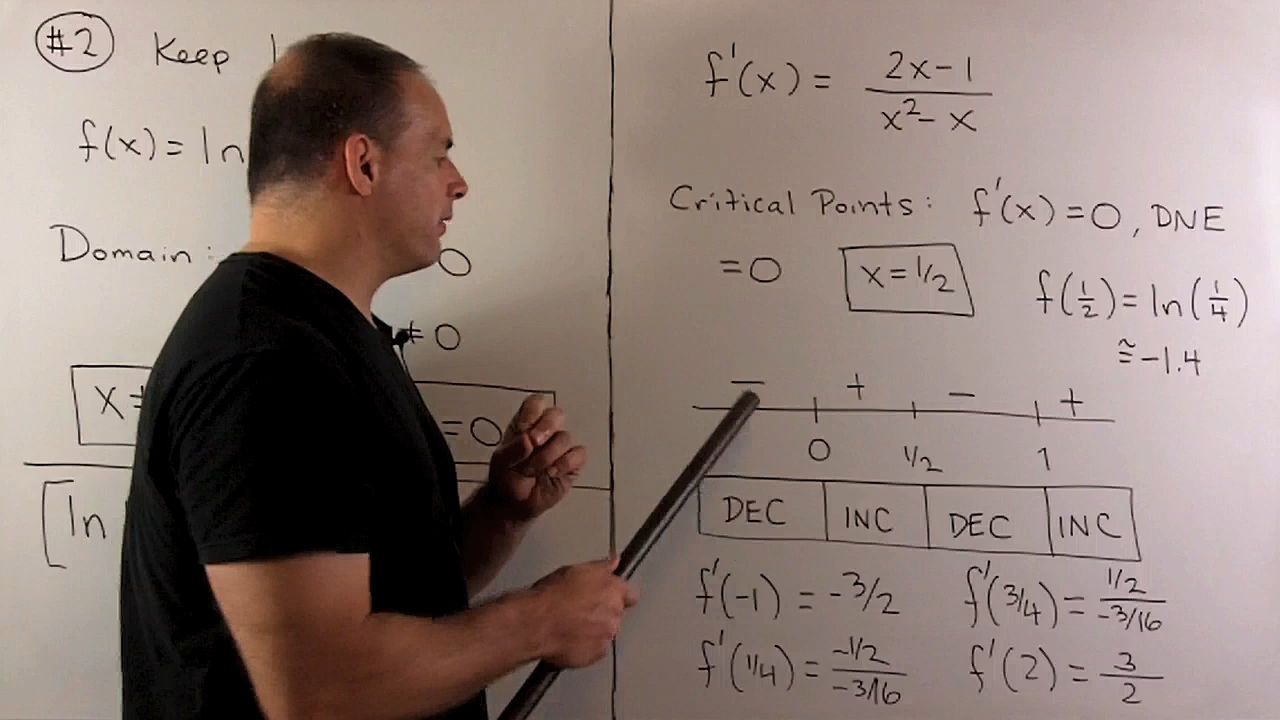 #2 Keep
f(x) = ln
Domain: 0
≠ 0
x = 0
[ln
f'(x) = (2x-1)/(x²-x)
Critical Points: f'(x) = 0, DNE
= 0 x = 1/2 f(1/2) = ln(1/4)
≅ -1.4
− + − +
0 1/2 1
DEC INC DEC INC
f'(-1) = -3/2 f'(3/4) = (1/2)/(-3/16)
f'(1/4) = (-1/2)/(-3/16) f'(2) = 3/2